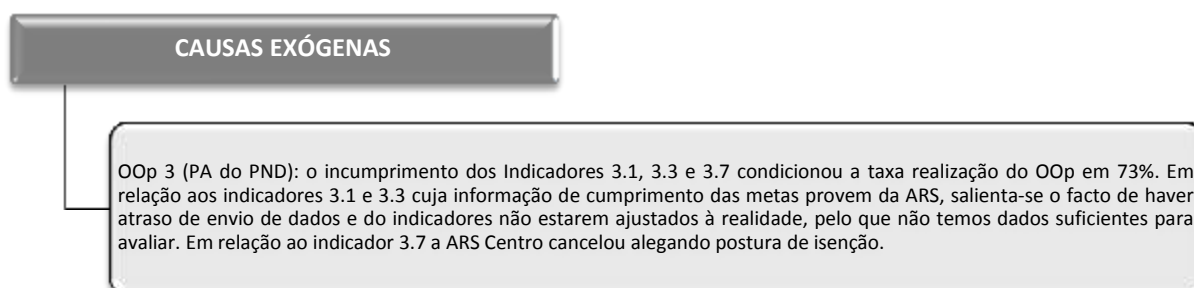 CAUSAS EXÓGENAS
OOp 3 (PA do PND): o incumprimento dos Indicadores 3.1, 3.3 e 3.7 condicionou a taxa realização do OOp em 73%. Em
relação aos indicadores 3.1 e 3.3 cuja informação de cumprimento das metas provem da ARS, salienta-se o facto de haver
atraso de envio de dados e do indicadores não estarem ajustados à realidade, pelo que não temos dados suficientes para
avaliar. Em relação ao indicador 3.7 a ARS Centro cancelou alegando postura de isenção.